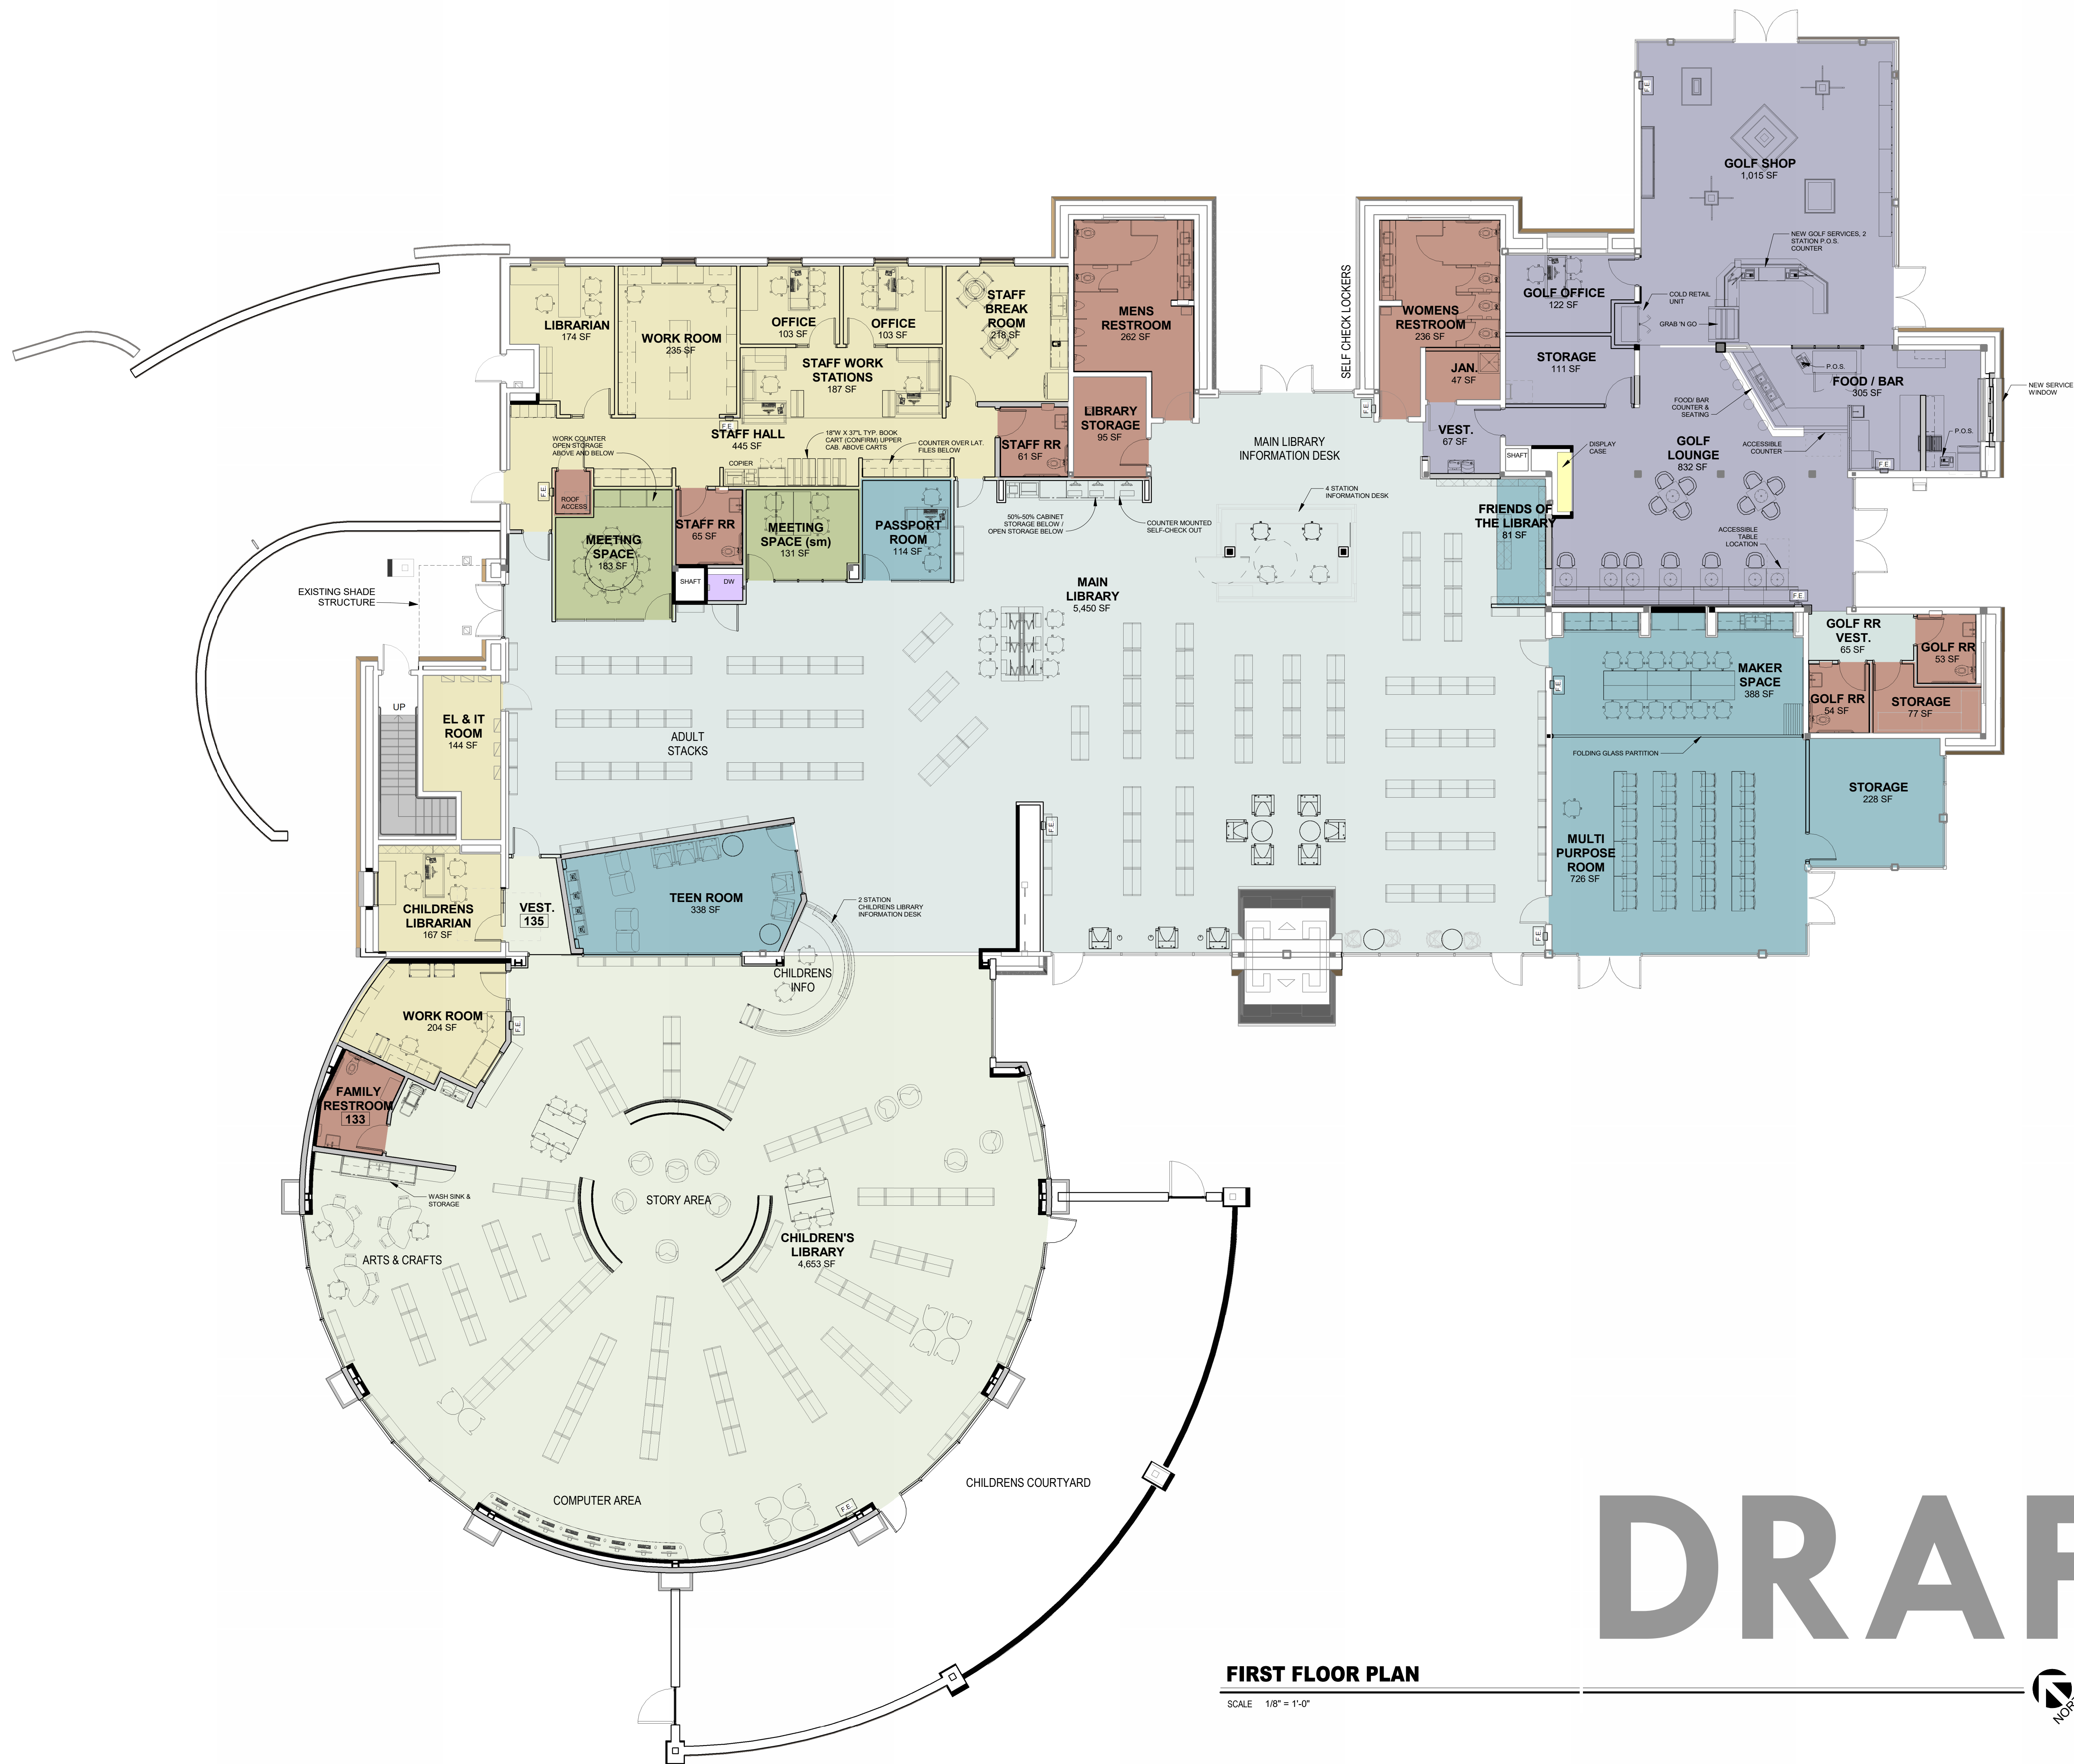 GOLF SHOP
1,015 SF
NEW GOLF SERVICES, 2
STATION P.O.S.
COUNTER
F.E.
GOLF OFFICE
122 SF
COLD RETAIL
UNIT
GRAB 'N GO
STORAGE
111 SF
P.O.S.
FOOD / BAR
305 SF
NEW SERVICE
WINDOW
FOOD/ BAR
COUNTER &
SEATING
P.O.S.
ACCESSIBLE
COUNTER
F.E.
GOLF
LOUNGE
832 SF
DISPLAY
CASE
ACCESSIBLE
TABLE
LOCATION
F.E.
LIBRARIAN
174 SF
WORK ROOM
235 SF
OFFICE
103 SF
OFFICE
103 SF
STAFF
BREAK
ROOM
218 SF
STAFF WORK
STATIONS
187 SF
MENS
RESTROOM
262 SF
SELF CHECK LOCKERS
WOMENS
RESTROOM
236 SF
JAN.
47 SF
F.E.
VEST.
67 SF
SHAFT
LIBRARY
STORAGE
95 SF
STAFF RR
61 SF
F.E.
STAFF HALL
445 SF
WORK COUNTER
OPEN STORAGE
ABOVE AND BELOW
18"W X 37"L TYP. BOOK
CART (CONFIRM) UPPER
CAB. ABOVE CARTS
COUNTER OVER LAT.
FILES BELOW
COPIER
F.E.
ROOF
ACCESS
MEETING
SPACE
183 SF
STAFF RR
65 SF
MEETING
SPACE (sm)
131 SF
PASSPORT
ROOM
114 SF
SHAFT
DW
50%-50% CABINET
STORAGE BELOW /
OPEN STORAGE BELOW
COUNTER MOUNTED
SELF-CHECK OUT
MAIN LIBRARY
INFORMATION DESK
4 STATION
INFORMATION DESK
FRIENDS OF
THE LIBRARY
81 SF
MAIN
LIBRARY
5,450 SF
EXISTING SHADE
STRUCTURE
UP
EL & IT
ROOM
144 SF
ADULT
STACKS
GOLF RR
VEST.
65 SF
GOLF RR
53 SF
GOLF RR
54 SF
STORAGE
77 SF
MAKER
SPACE
388 SF
F.E.
FOLDING GLASS PARTITION
STORAGE
228 SF
MULTI
PURPOSE
ROOM
726 SF
F.E.
F.E.
CHILDRENS
LIBRARIAN
167 SF
VEST.
135
TEEN ROOM
338 SF
2 STATION
CHILDRENS LIBRARY
INFORMATION DESK
CHILDRENS
INFO
WORK ROOM
204 SF
F.E.
FAMILY
RESTROOM
133
WASH SINK &
STORAGE
STORY AREA
CHILDREN'S
LIBRARY
4,653 SF
ARTS & CRAFTS
COMPUTER AREA
F.E.
CHILDRENS COURTYARD
DRAF
FIRST FLOOR PLAN
SCALE 1/8" = 1'-0"